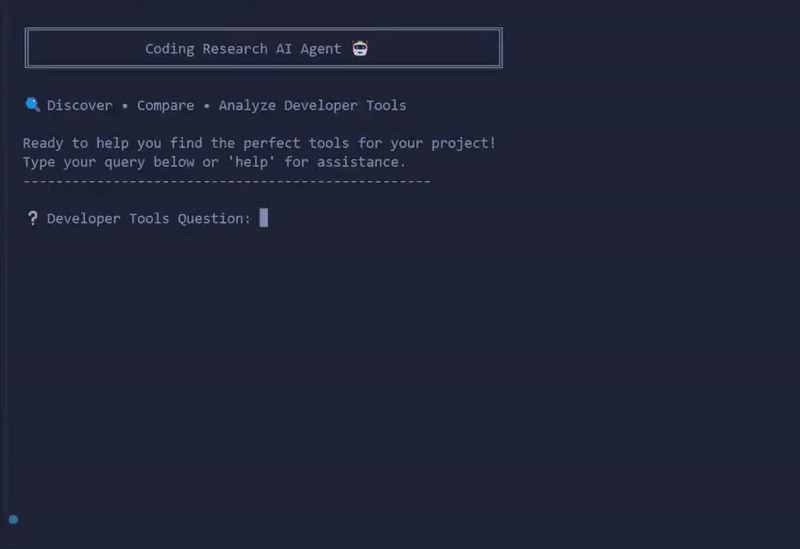 Coding Research AI Agent 🤖
🔍 Discover • Compare • Analyze Developer Tools
Ready to help you find the perfect tools for your project!
Type your query below or 'help' for assistance.
--------------------------------------------------
❓ Developer Tools Question: